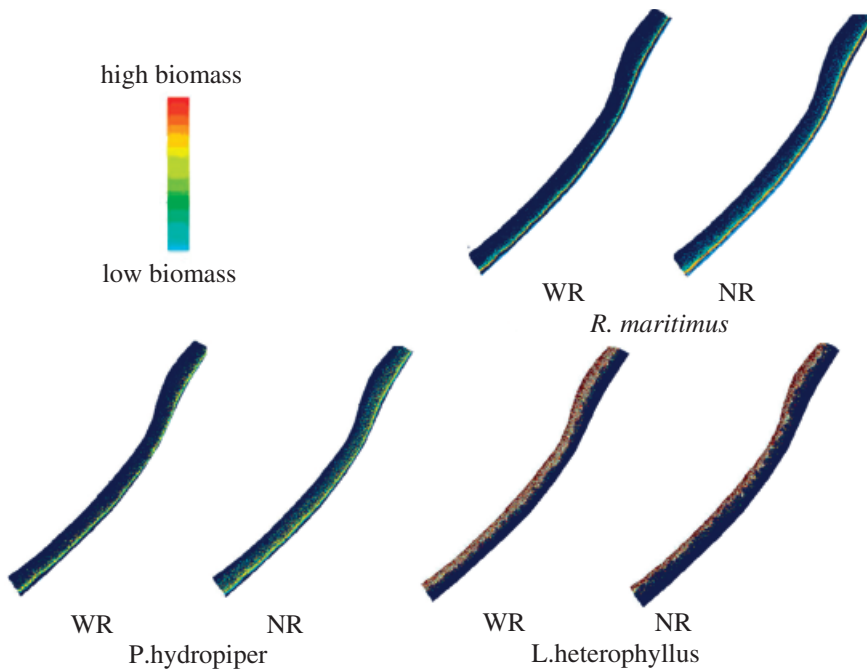 high biomass
low biomass
WR NR
R. maritimus
WR NR WR NR
P.hydropiper L.heterophyllus